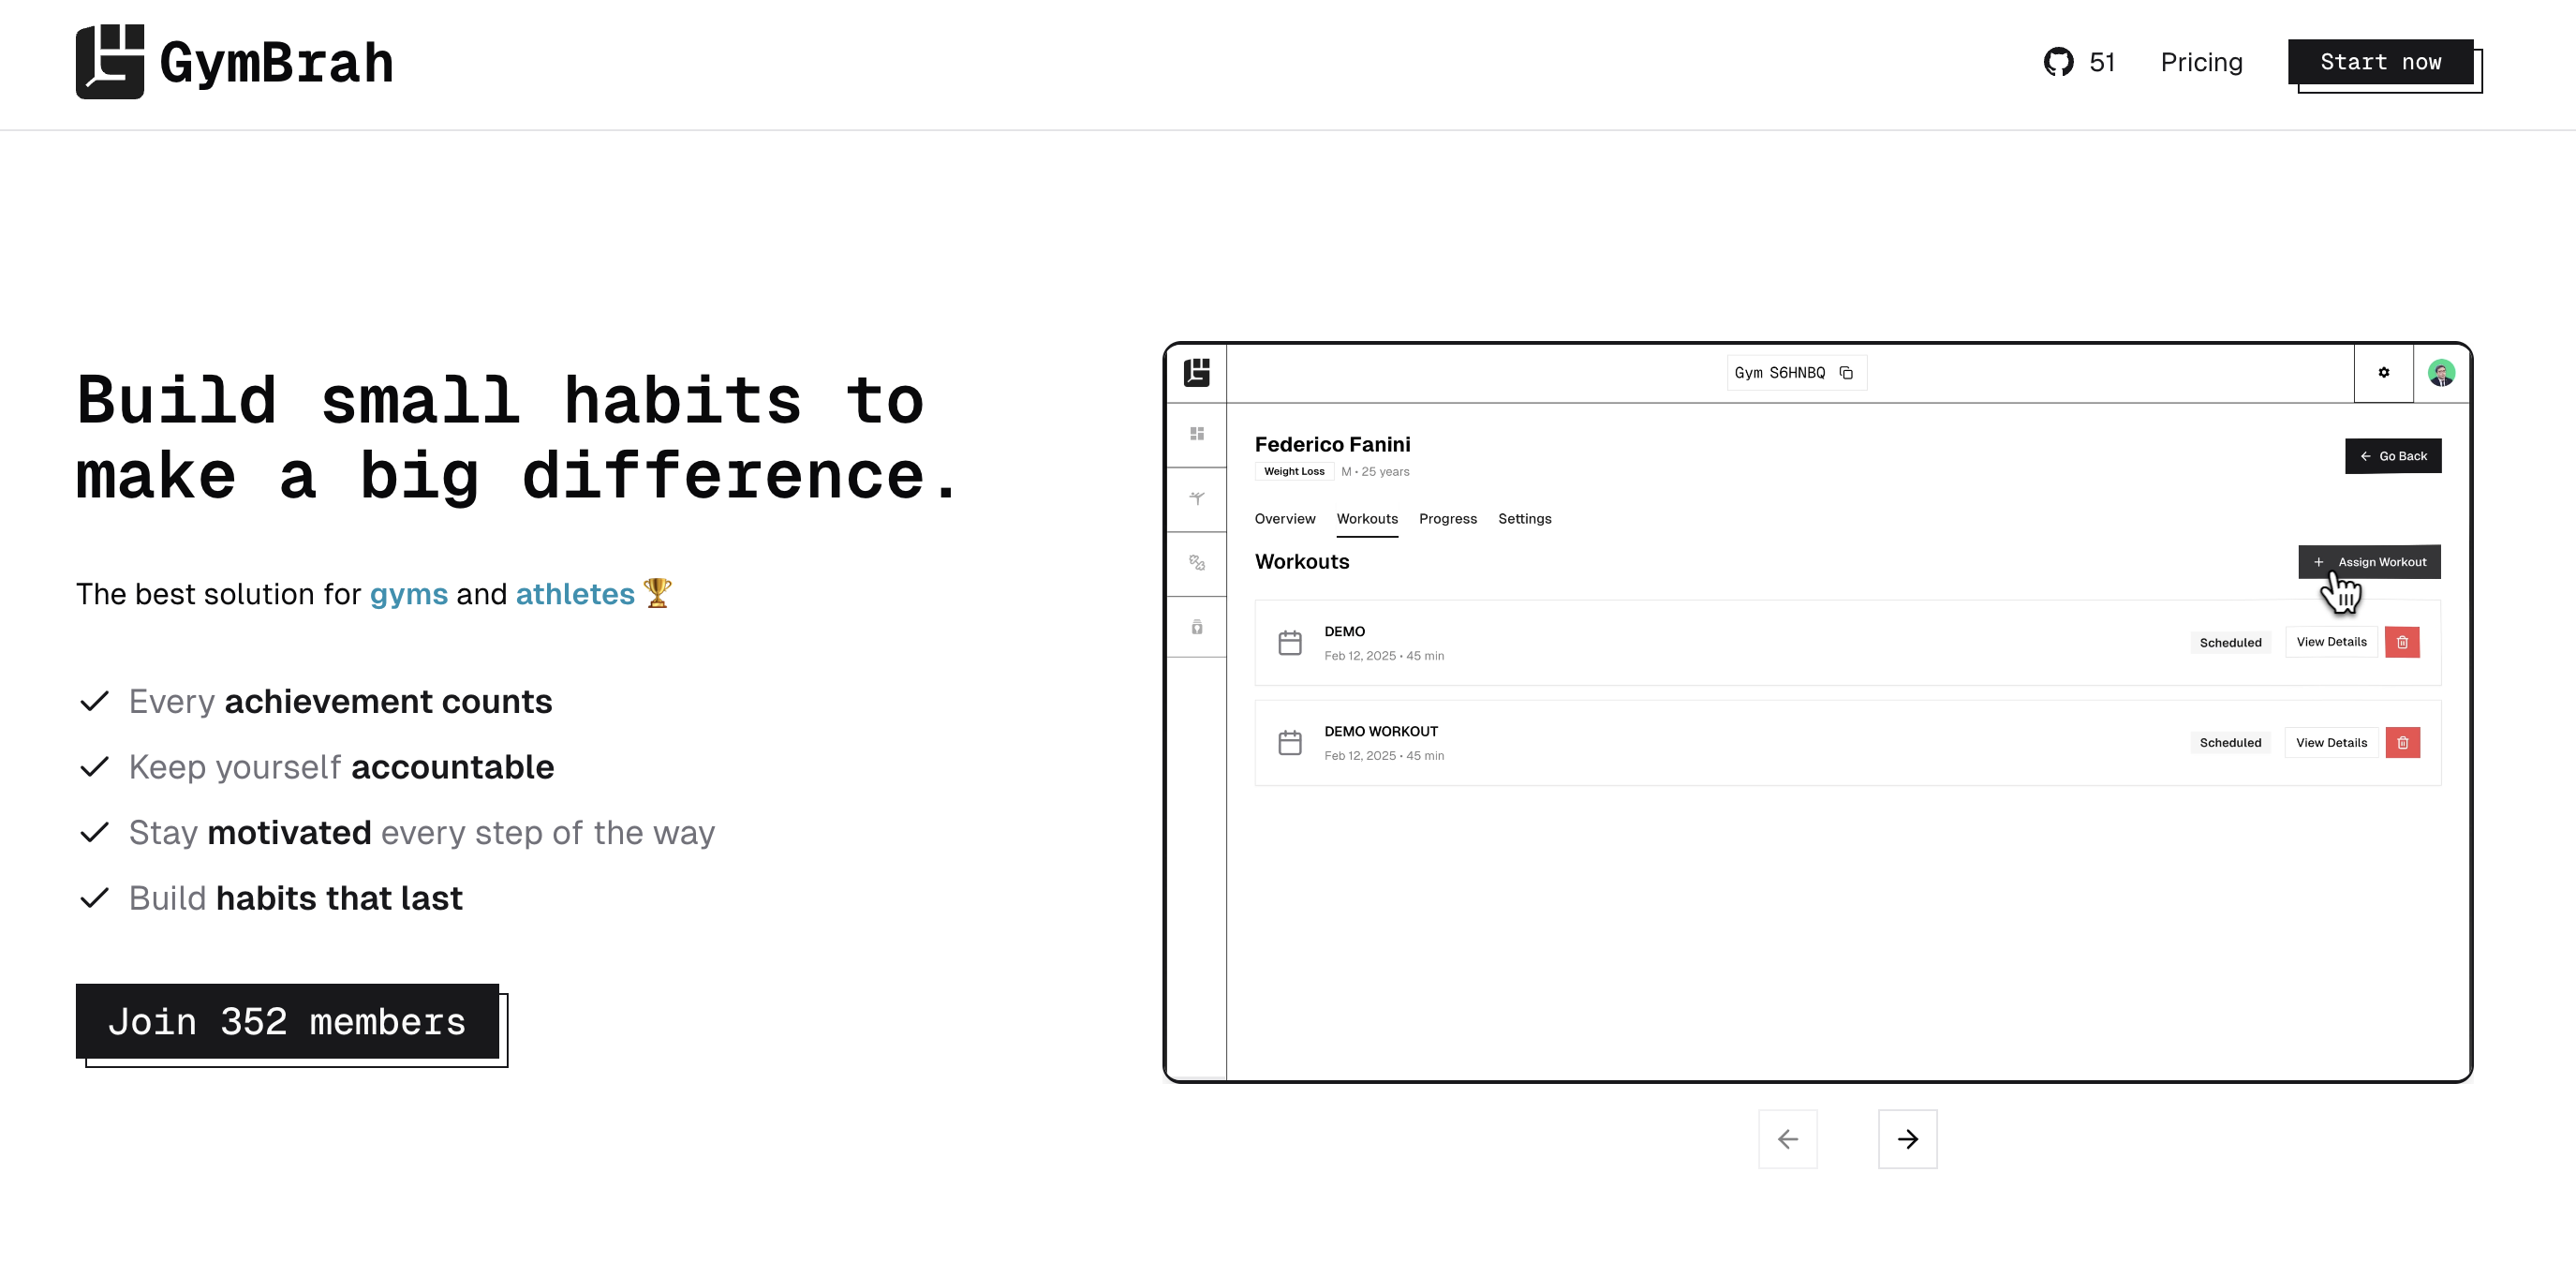 GymBrah
51
Pricing
Start now
Build small habits to
make a big difference.
The best solution for gyms and athletes 🏆
Every achievement counts
Keep yourself accountable
Stay motivated every step of the way
Build habits that last
Join 352 members
Gym S6HNBQ
Federico Fanini
Weight Loss M • 25 years
Go Back
Overview Workouts Progress Settings
Workouts
+ Assign Workout
DEMO
Feb 12, 2025 • 45 min
Scheduled
View Details
DEMO WORKOUT
Feb 12, 2025 • 45 min
Scheduled
View Details